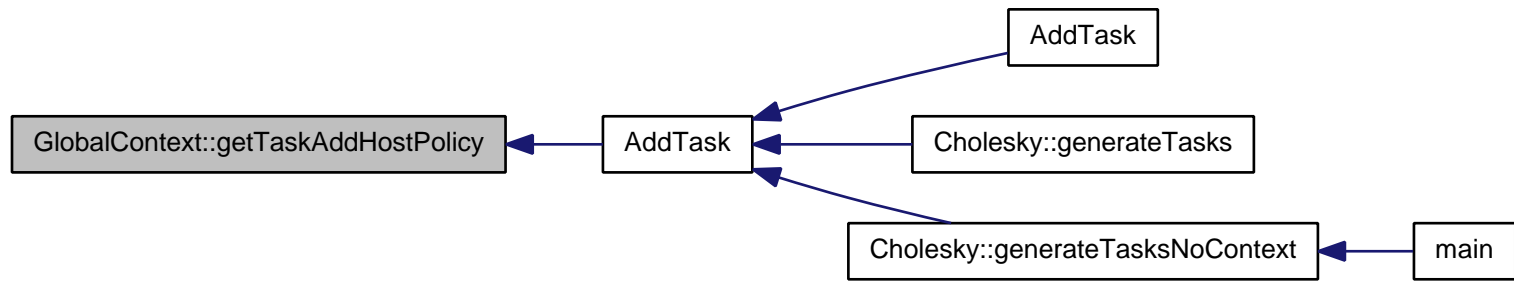 AddTask
GlobalContext::getTaskAddHostPolicy
AddTask
Cholesky::generateTasks
Cholesky::generateTasksNoContext
main